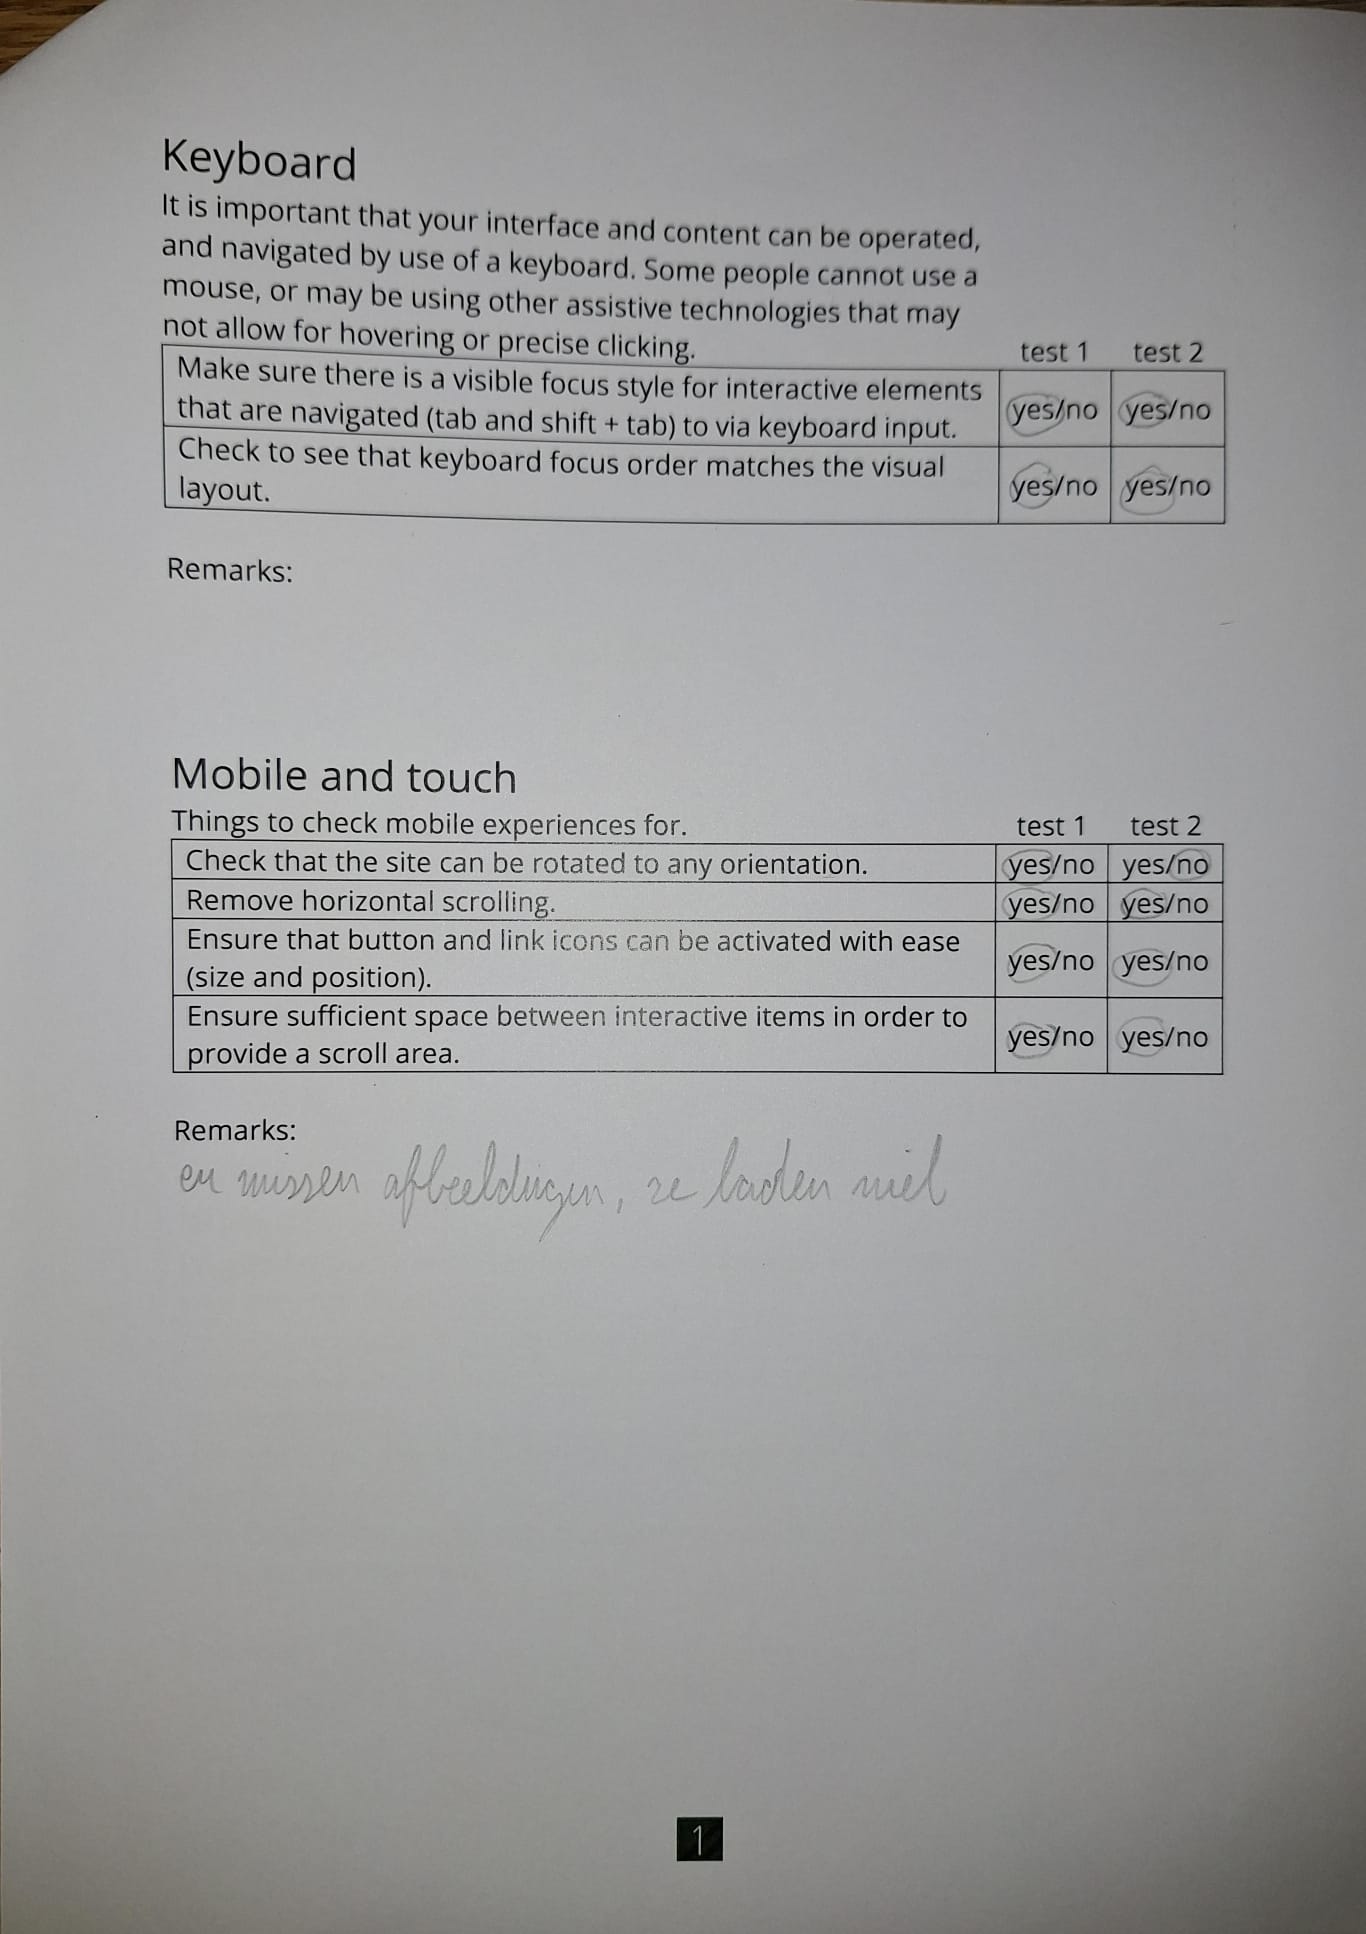 Keyboard
It is important that your interface and content can be operated,
and navigated by use of a keyboard. Some people cannot use a
mouse, or may be using other assistive technologies that may
not allow for hovering or precise clicking.
test 1 test 2
Make sure there is a visible focus style for interactive elements
that are navigated (tab and shift + tab) to via keyboard input.
yes/no yes/no
Check to see that keyboard focus order matches the visual
layout.
yes/no yes/no
Remarks:
Mobile and touch
Things to check mobile experiences for.
test 1 test 2
Check that the site can be rotated to any orientation.
yes/no yes/no
Remove horizontal scrolling.
yes/no yes/no
Ensure that button and link icons can be activated with ease
(size and position).
yes/no yes/no
Ensure sufficient space between interactive items in order to
provide a scroll area.
yes/no yes/no
Remarks:
er missen afbeeldingen, ze laden niet
1